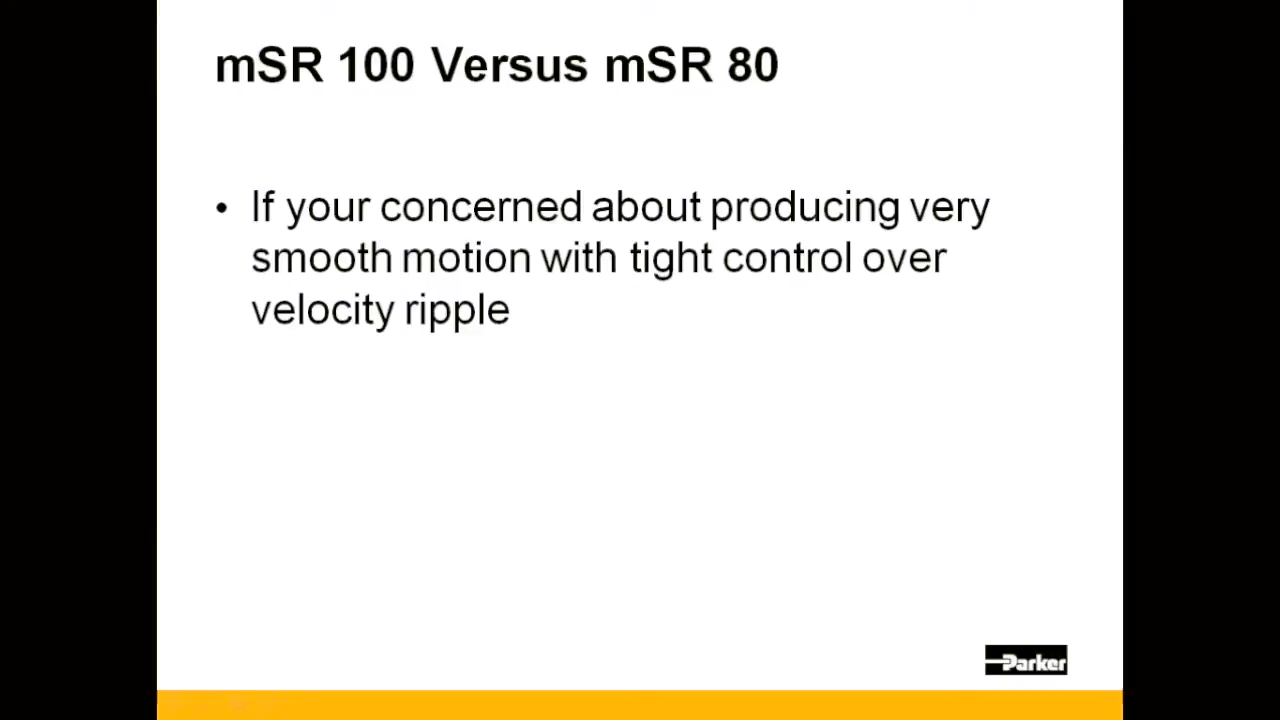 mSR 100 Versus mSR 80
• If your concerned about producing very
smooth motion with tight control over
velocity ripple
Parker